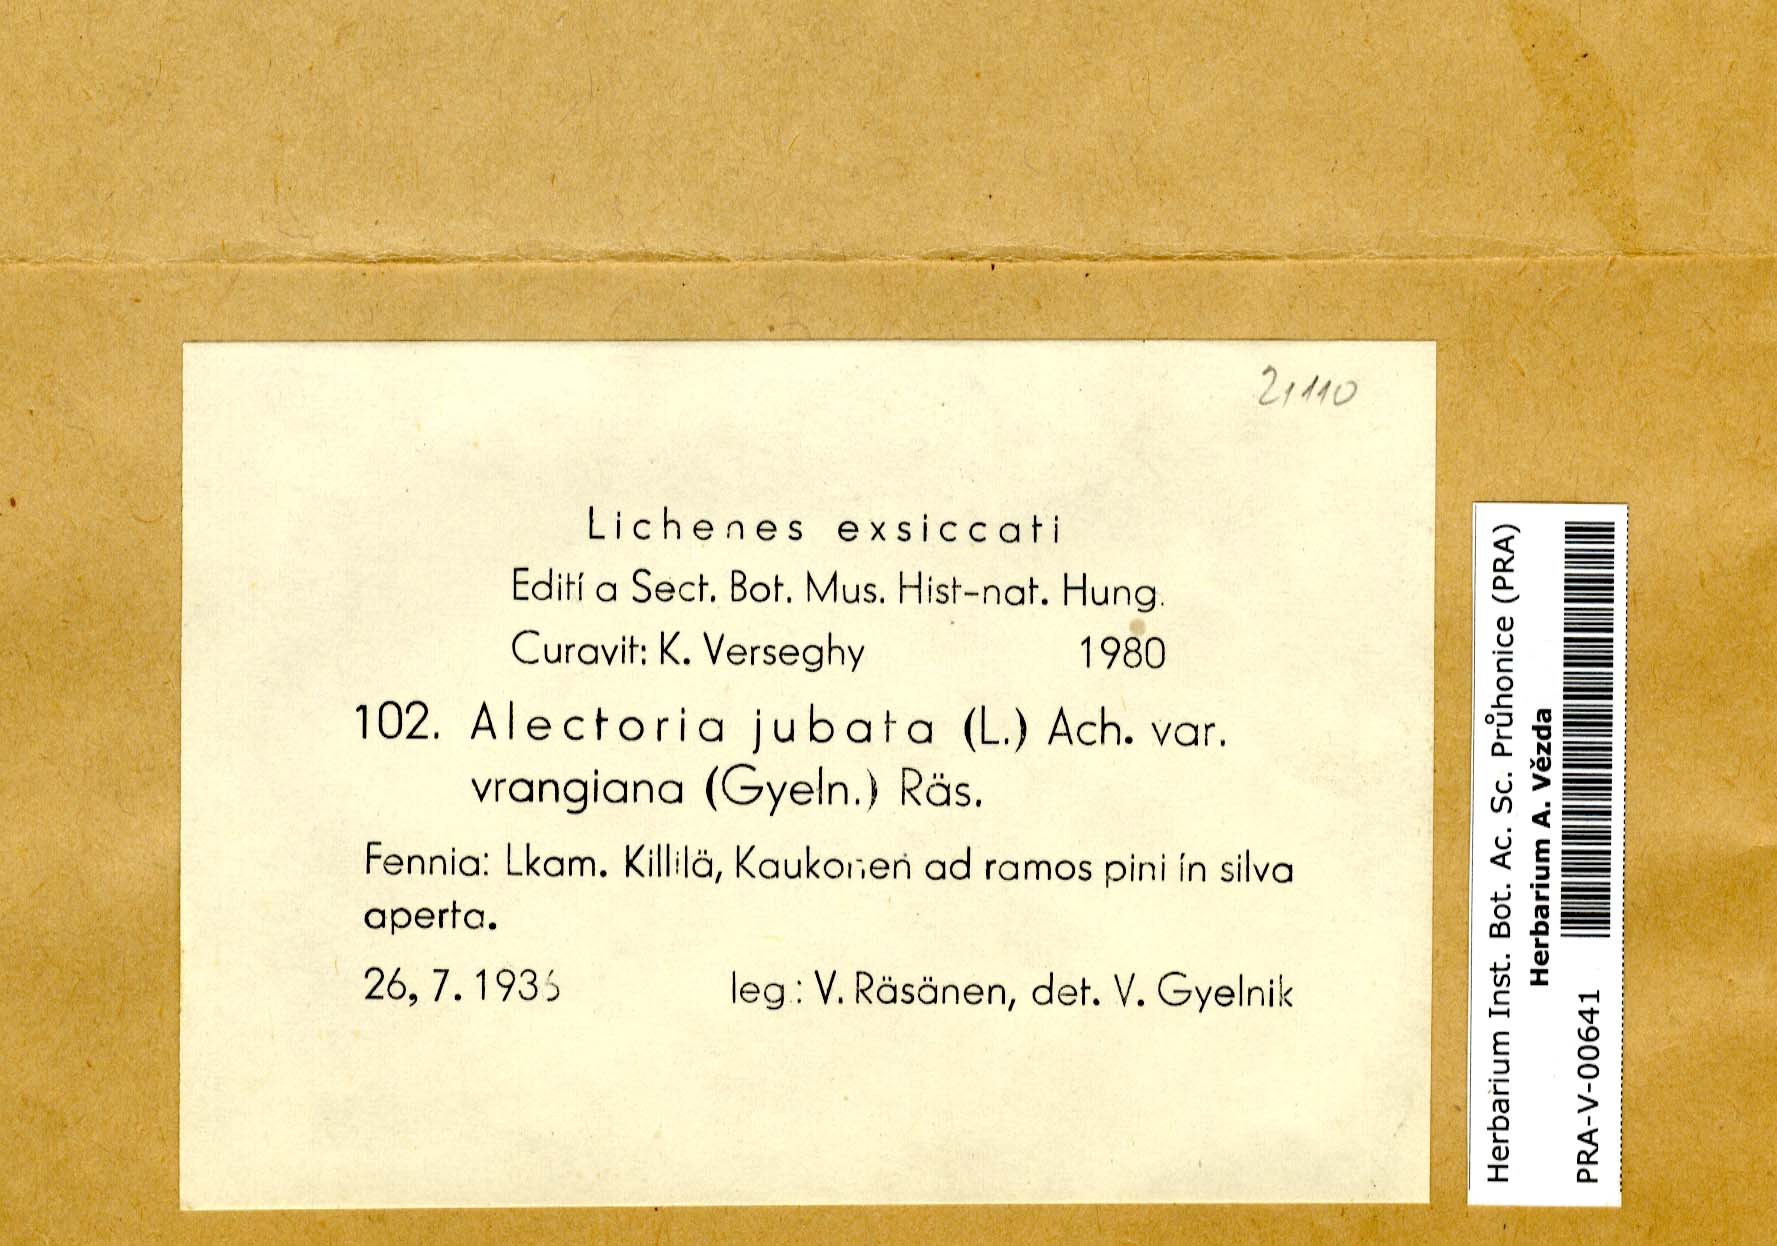 21110
Lichenes exsiccati
Editi a Sect. Bot. Mus. Hist-nat. Hung.
Curavit: K. Verseghy 1980
102. Alectoria jubata (L.) Ach. var.
vrangiana (Gyeln.) Räs.
Fennia: Lkam. Killilä, Kaukonen ad ramos pini in silva
aperta.
26, 7. 1936 leg: V. Räsänen, det. V. Gyelnik
Herbarium Inst. Bot. Ac. Sc. Průhonice (PRA)
Herbarium A. Vězda
PRA-V-00641